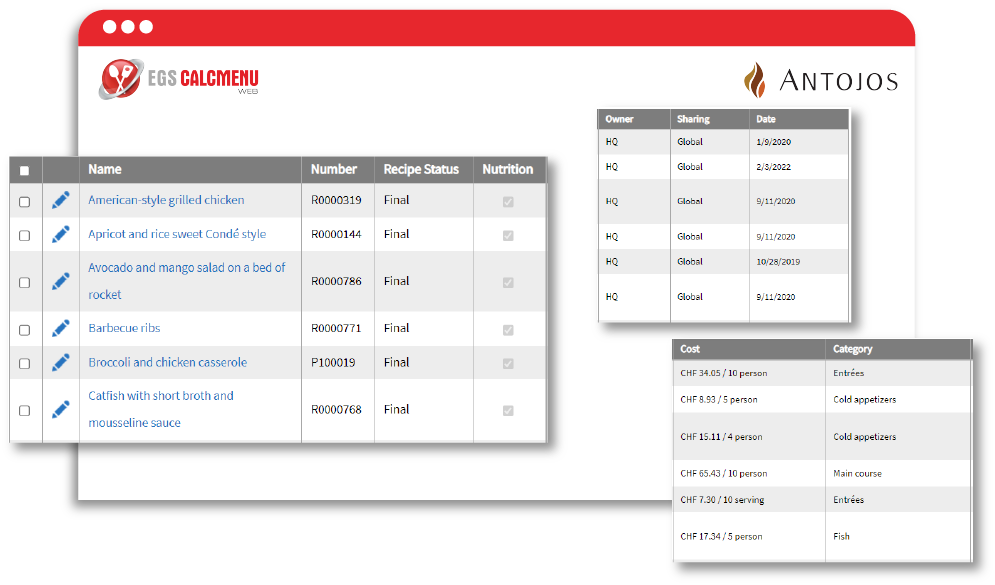 EGS CALCMENU
WEB
ANTOJOS
Owner Sharing Date
HQ Global 1/9/2020
HQ Global 2/3/2022
HQ Global 9/11/2020
HQ Global 9/11/2020
HQ Global 10/28/2019
HQ Global 9/11/2020
Name Number Recipe Status Nutrition
American-style grilled chicken R0000319 Final
Apricot and rice sweet Condé style R0000144 Final
Avocado and mango salad on a bed of
rocket R0000786 Final
Barbecue ribs R0000771 Final
Broccoli and chicken casserole P100019 Final
Catfish with short broth and
mousseline sauce R0000768 Final
Cost Category
CHF 34.05 / 10 person Entrées
CHF 8.93 / 5 person Cold appetizers
CHF 15.11 / 4 person Cold appetizers
CHF 65.43 / 10 person Main course
CHF 7.30 / 10 serving Entrées
CHF 17.34 / 5 person Fish